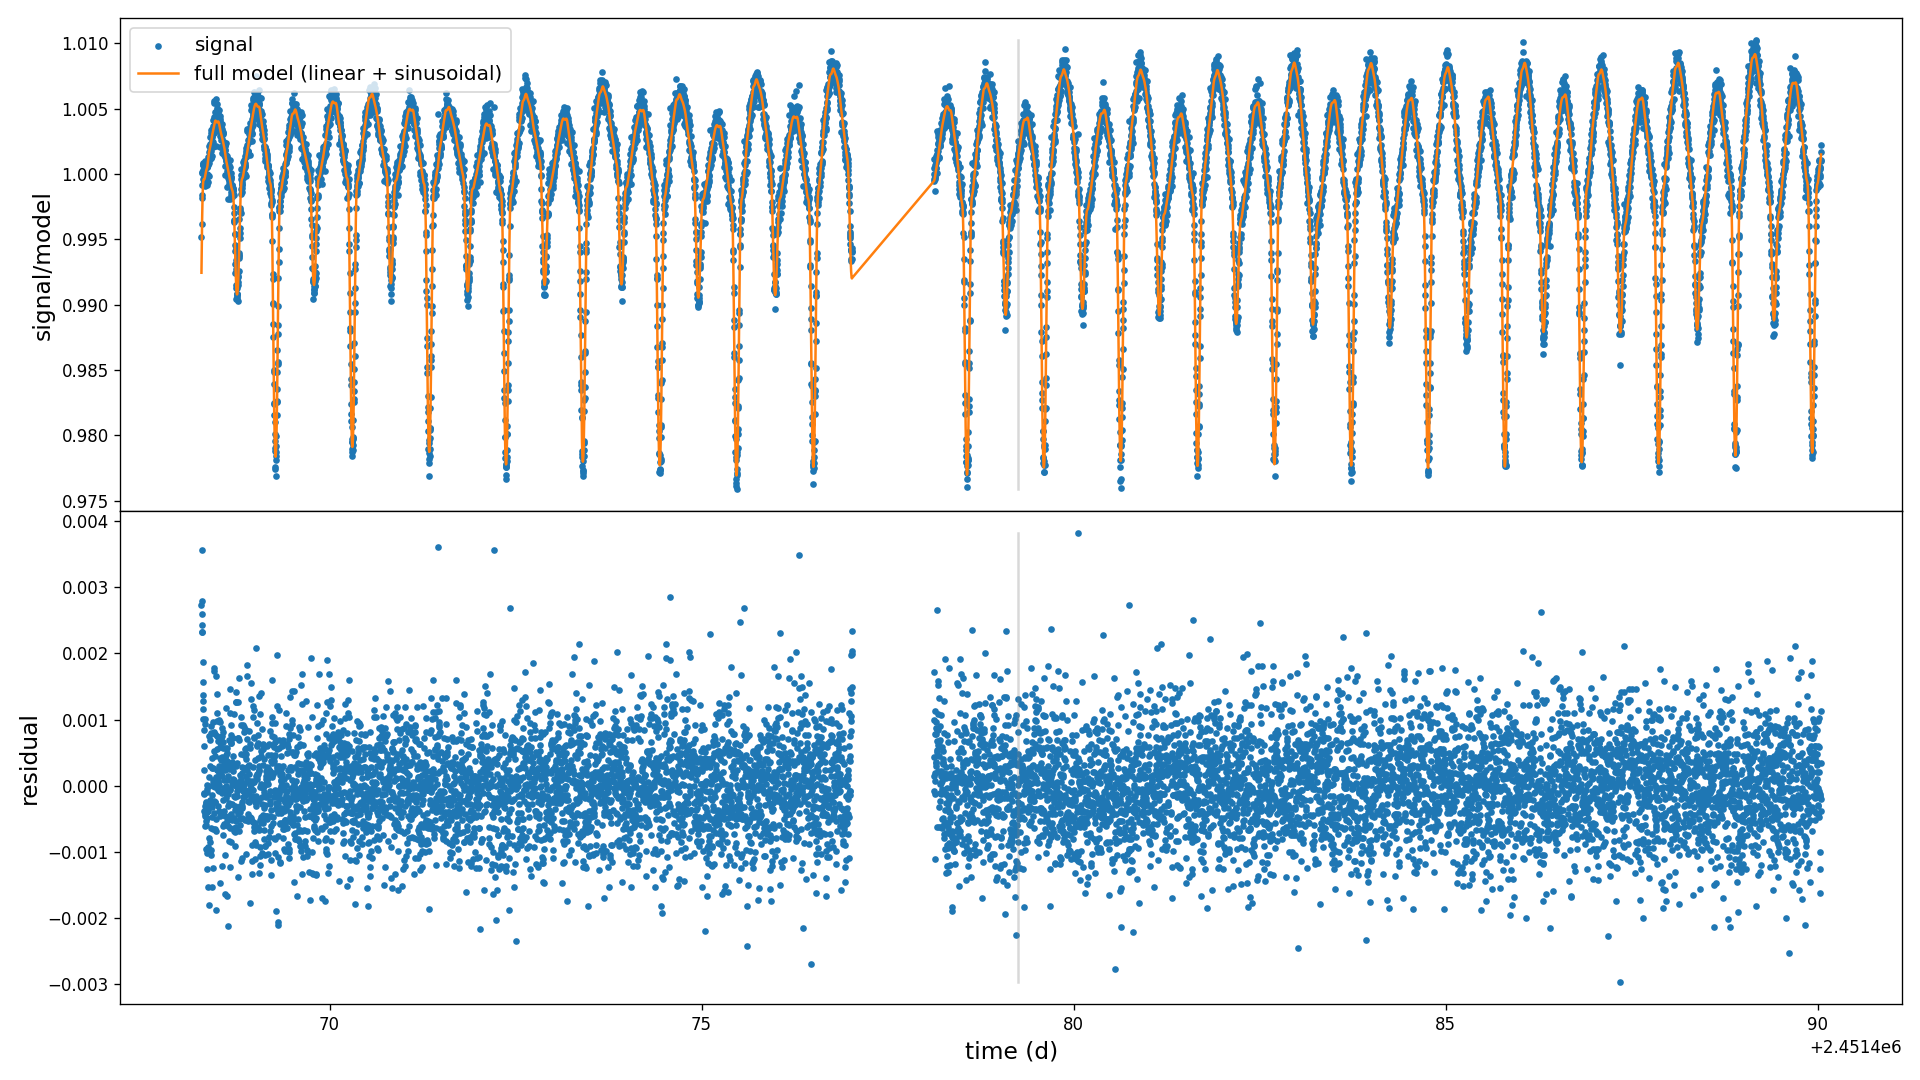 signal
full model (linear + sinusoidal)
signal/model
1.010
1.005
1.000
0.995
0.990
0.985
0.980
0.975
residual
0.004
0.003
0.002
0.001
0.000
−0.001
−0.002
−0.003
70 75 80 85 90
time (d)
+2.4514e6